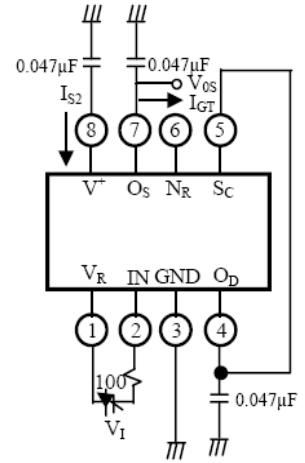 0.047μF 0.047μF
V0S
IS2 IGT
8 7 6 5
V+ OS NR SC
VR IN GND OD
1 2 3 4
100
0.047μF
VI